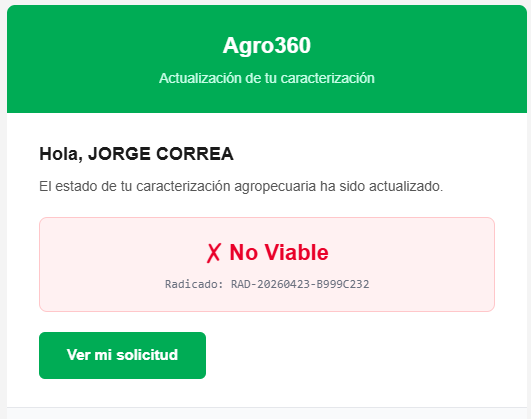 Agro360
Actualización de tu caracterización
Hola, JORGE CORREA
El estado de tu caracterización agropecuaria ha sido actualizado.
✗ No Viable
Radicado: RAD-20260423-B999C232
Ver mi solicitud